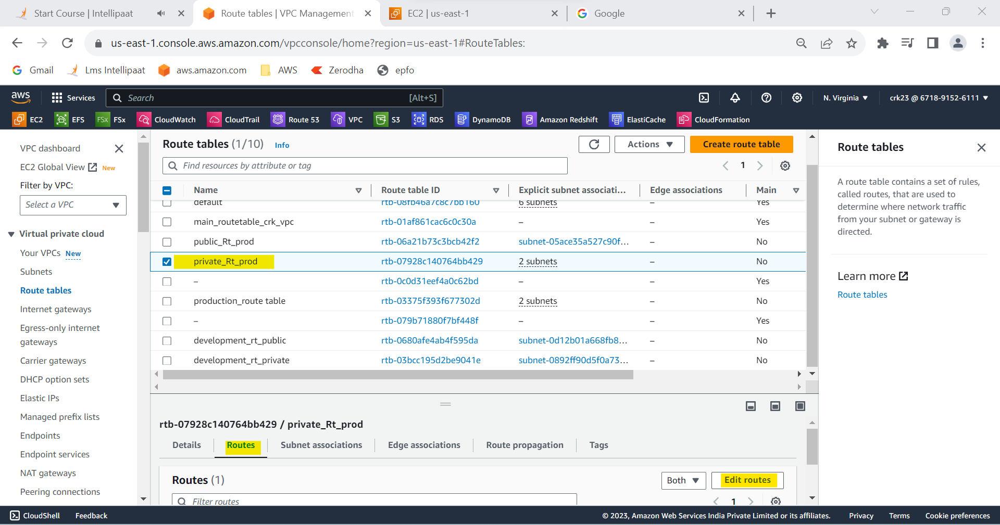 Start Course | Intellipaat
Route tables | VPC Management
EC2 | us-east-1
Google
us-east-1.console.aws.amazon.com/vpcconsole/home?region=us-east-1#RouteTables:
Gmail
Lms Intellipaat
aws.amazon.com
AWS
Zerodha
epfo
aws
Services
Search
[Alt+S]
N. Virginia
crk23 @ 6718-9152-6111
EC2
EFS
FSx
FSx
CloudWatch
CloudTrail
Route 53
VPC
S3
RDS
DynamoDB
Amazon Redshift
ElastiCache
CloudFormation
VPC dashboard
EC2 Global View New
Filter by VPC:
Select a VPC
Virtual private cloud
Your VPCs New
Subnets
Route tables
Internet gateways
Egress-only internet
gateways
Carrier gateways
DHCP option sets
Elastic IPs
Managed prefix lists
Endpoints
Endpoint services
NAT gateways
Peering connections
Route tables (1/10) Info
Actions
Create route table
Find resources by attribute or tag
1
Name Route table ID Explicit subnet associati... Edge associations Main
default rtb-08fb46a7c8c7bb160 6 subnets – Yes
main_routetable_crk_vpc rtb-01af861cac6c0c30a – – Yes
public_Rt_prod rtb-06a21b73c3bcb42f2 subnet-05ace35a527c90f... – No
private_Rt_prod rtb-07928c140764bb429 2 subnets – No
– rtb-0c0d31eef4a0c62bd – – Yes
production_route table rtb-03375f393f677302d 2 subnets – No
– rtb-079b71880f7bf448f – – Yes
development_rt_public rtb-0680afe4ab4f595da subnet-0d12b01a668fb8... – No
development_rt_private rtb-03bcc195d2be9041e subnet-0892ff90d5f0a73... – No
rtb-07928c140764bb429 / private_Rt_prod
Details
Routes
Subnet associations
Edge associations
Route propagation
Tags
Routes (1)
Both
Edit routes
Filter routes
1
Route tables
A route table contains a set of rules,
called routes, that are used to
determine where network traffic
from your subnet or gateway is
directed.
Learn more
Route tables
CloudShell
Feedback
© 2023, Amazon Web Services India Private Limited or its affiliates.
Privacy
Terms
Cookie preferences